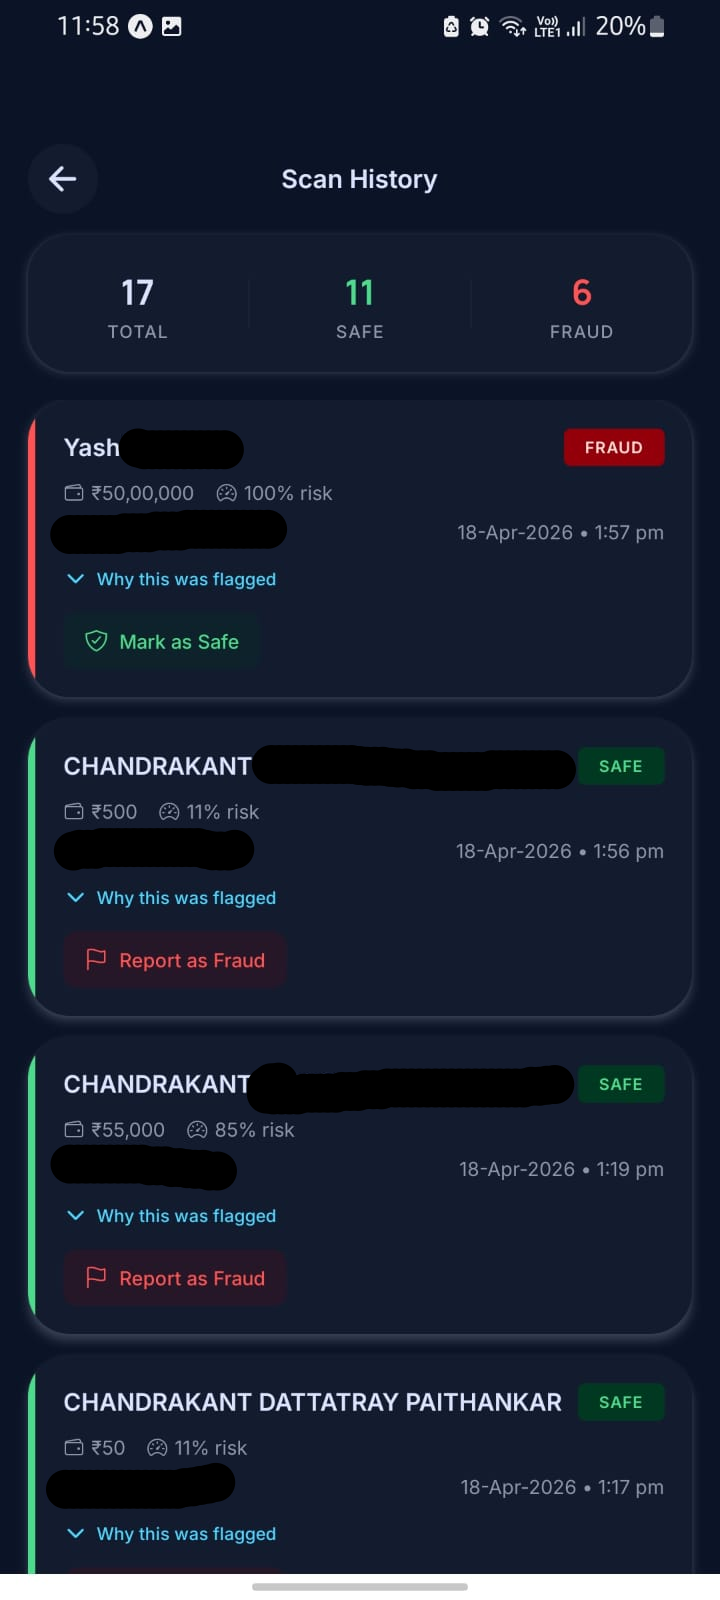 11:58 Vo) LTE1 20%
Scan History
17 11 6
TOTAL SAFE FRAUD
Yash FRAUD
₹50,00,000 100% risk
18-Apr-2026 • 1:57 pm
Why this was flagged
Mark as Safe
CHANDRAKANT SAFE
₹500 11% risk
18-Apr-2026 • 1:56 pm
Why this was flagged
Report as Fraud
CHANDRAKANT SAFE
₹55,000 85% risk
18-Apr-2026 • 1:19 pm
Why this was flagged
Report as Fraud
CHANDRAKANT DATTATRAY PAITHANKAR SAFE
₹50 11% risk
18-Apr-2026 • 1:17 pm
Why this was flagged